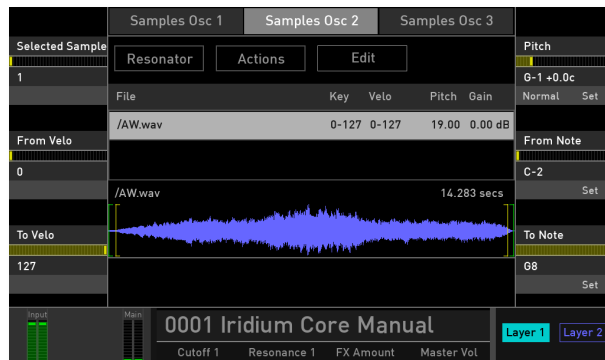 Samples Osc 1 Samples Osc 2 Samples Osc 3
Selected Sample
1
From Velo
0
To Velo
127
Resonator Actions Edit
File Key Velo Pitch Gain
/AW.wav 0-127 0-127 19.00 0.00 dB
/AW.wav 14.283 secs
Pitch
G-1 +0.0c
Normal Set
From Note
C-2
Set
To Note
G8
Set
Input Main
0001 Iridium Core Manual
Cutoff 1 Resonance 1 FX Amount Master Vol
Layer 1 Layer 2